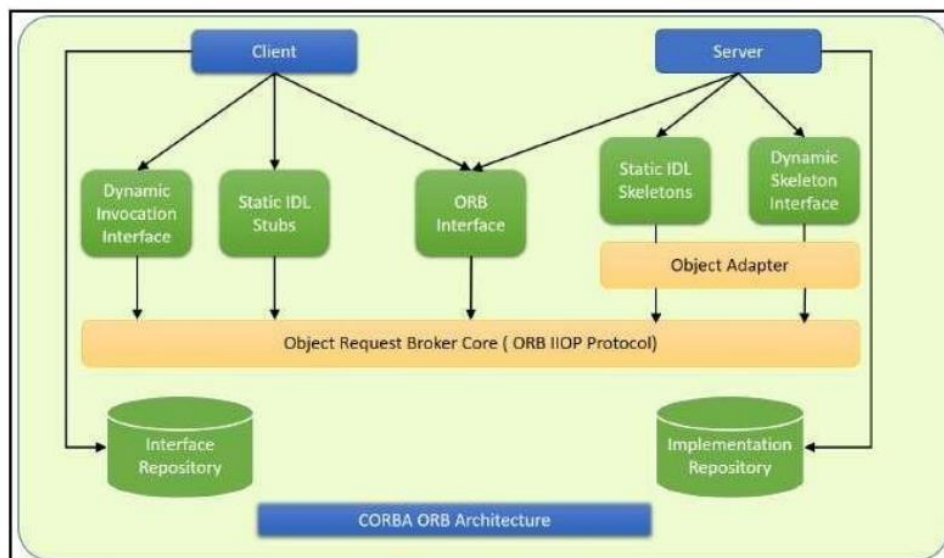 Client
Server
Dynamic
Invocation
Interface
Static IDL
Stubs
ORB
Interface
Static IDL
Skeletons
Dynamic
Skeleton
Interface
Object Adapter
Object Request Broker Core ( ORB IIOP Protocol)
Interface
Repository
Implementation
Repository
CORBA ORB Architecture